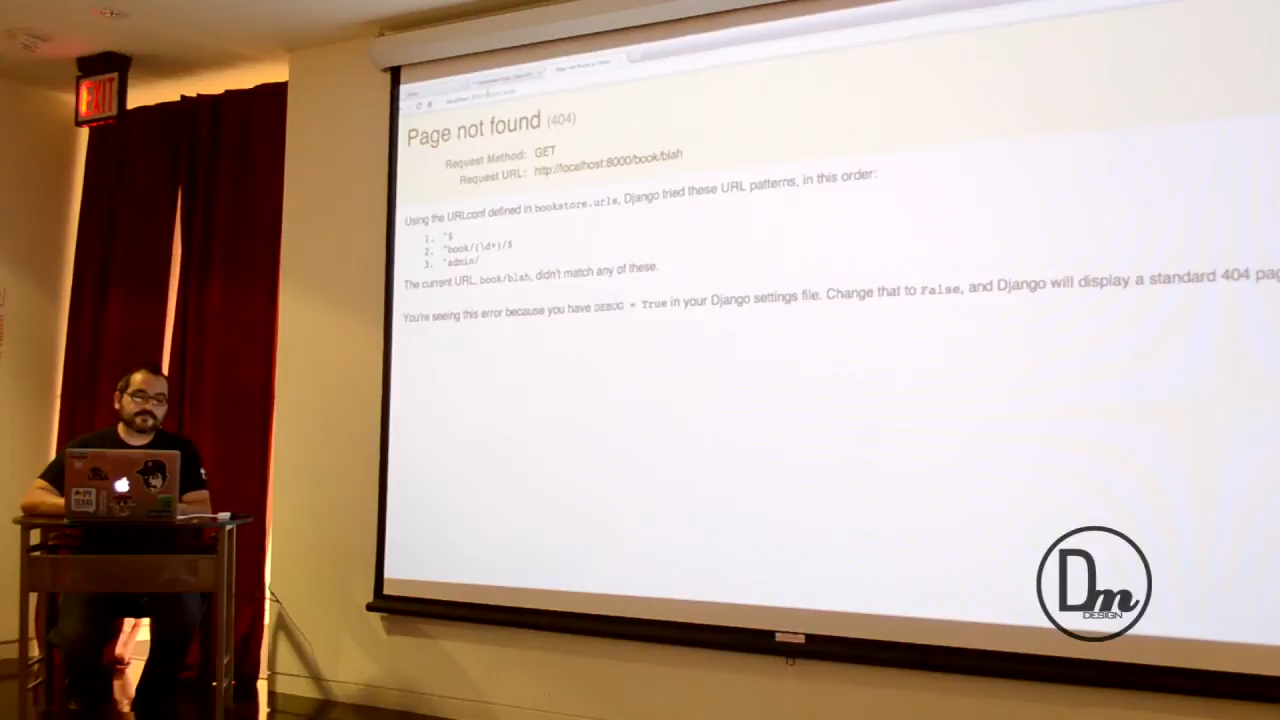 EXIT
Page not found (404)
Request Method: GET
Request URL: http://localhost:8000/book/blah
Using the URLconf defined in bookstore.urls, Django tried these URL patterns, in this order:
1. ^$
2. ^book/(\d+)/$
3. ^admin/
The current URL, book/blah, didn't match any of these.
You're seeing this error because you have DEBUG = True in your Django settings file. Change that to False, and Django will display a standard 404 pag
Dm
DESIGN